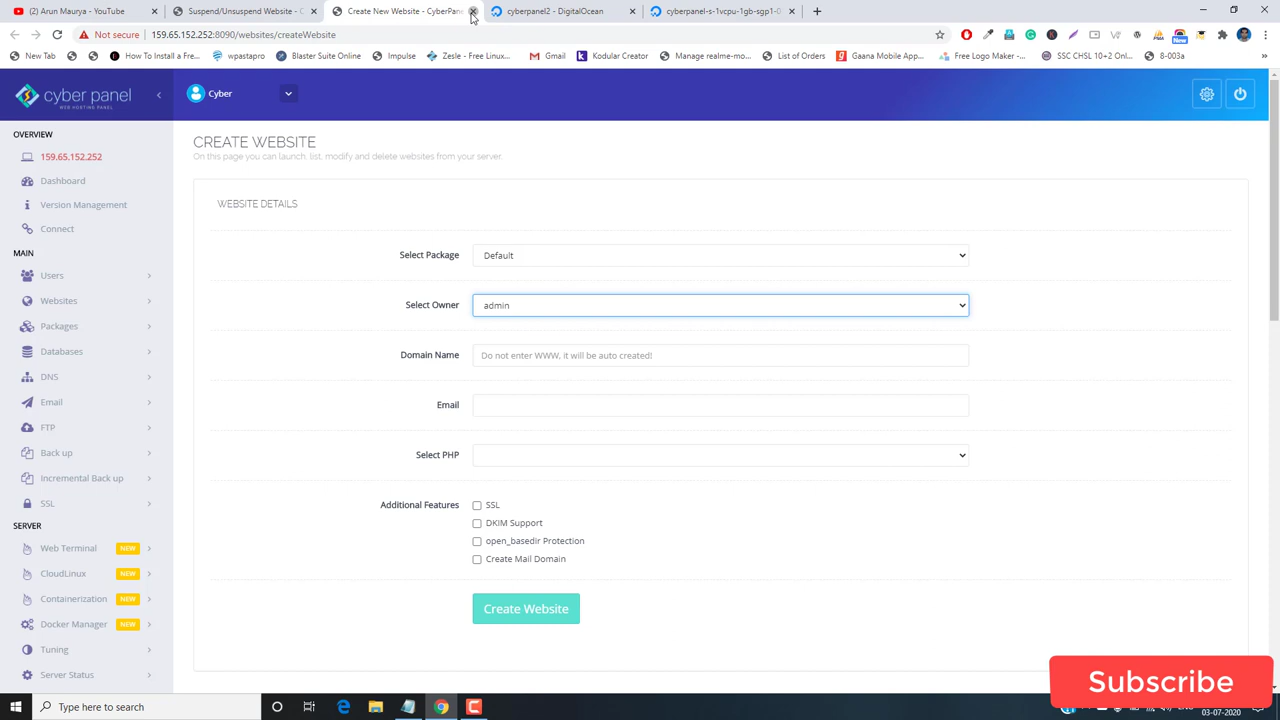 (2) Arun Maurya - YouTube
Suspend/Unsuspend Website - C
Create New Website - CyberPane
cyberpanel2 - DigitalOcean
cyberpanel-s-1vcpu-1gb-sgp1-0
Not secure
159.65.152.252:8090/websites/createWebsite
New
New Tab
How To Install a Fre...
wpastapro
Blaster Suite Online
Impulse
Zesle - Free Linux...
Gmail
Kodular Creator
Manage realme-mo...
List of Orders
Gaana Mobile App...
Free Logo Maker -...
SSC CHSL 10+2 Onl...
8-003a
cyber panel
WEB HOSTING PANEL
Cyber
OVERVIEW
159.65.152.252
Dashboard
Version Management
Connect
MAIN
Users
Websites
Packages
Databases
DNS
Email
FTP
Back up
Incremental Back up
SSL
SERVER
Web Terminal NEW
CloudLinux NEW
Containerization NEW
Docker Manager NEW
Tuning
Server Status
CREATE WEBSITE
On this page you can launch, list, modify and delete websites from your server.
WEBSITE DETAILS
Select Package
Default
Select Owner
admin
Domain Name
Do not enter WWW, it will be auto created!
Email
Select PHP
Additional Features
SSL
DKIM Support
open_basedir Protection
Create Mail Domain
Create Website
Subscribe
Type here to search
03-07-2020